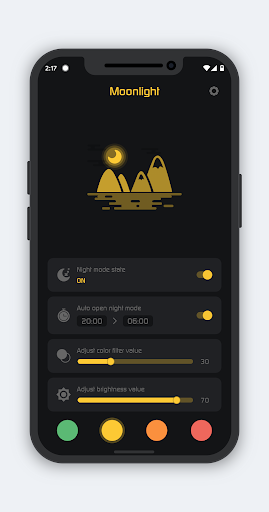 2:17
Moonlight
Night mode state
ON
Auto open night mode
20:00 > 06:00
Adjust color filter value
30
Adjust brightness value
70